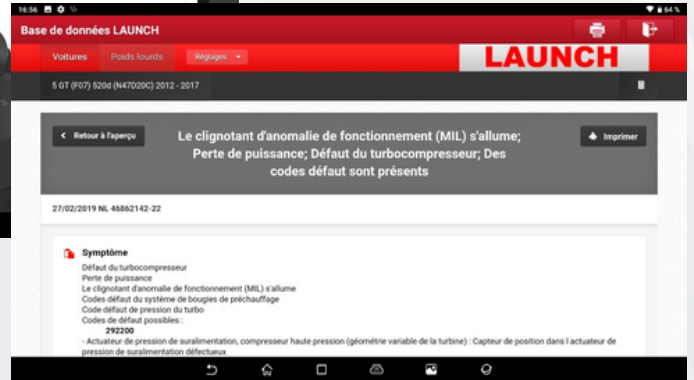 16:56
64 %
Base de données LAUNCH
Voitures Poids lourds Réglages
LAUNCH
5 GT (F07) 520d (N47D20C) 2012 - 2017
Retour à l'aperçu
Le clignotant d'anomalie de fonctionnement (MIL) s'allume;
Perte de puissance; Défaut du turbocompresseur; Des
codes défaut sont présents
Imprimer
27/02/2019 NL 46862142-22
Symptôme
Défaut du turbocompresseur
Perte de puissance
Le clignotant d'anomalie de fonctionnement (MIL) s'allume
Codes défaut du système de bougies de préchauffage
Code défaut de pression du turbo
Codes de défaut possibles :
292200
- Actuateur de pression de suralimentation, compresseur haute pression (géométrie variable de la turbine) : Capteur de position dans l actuateur de
pression de suralimentation défectueux